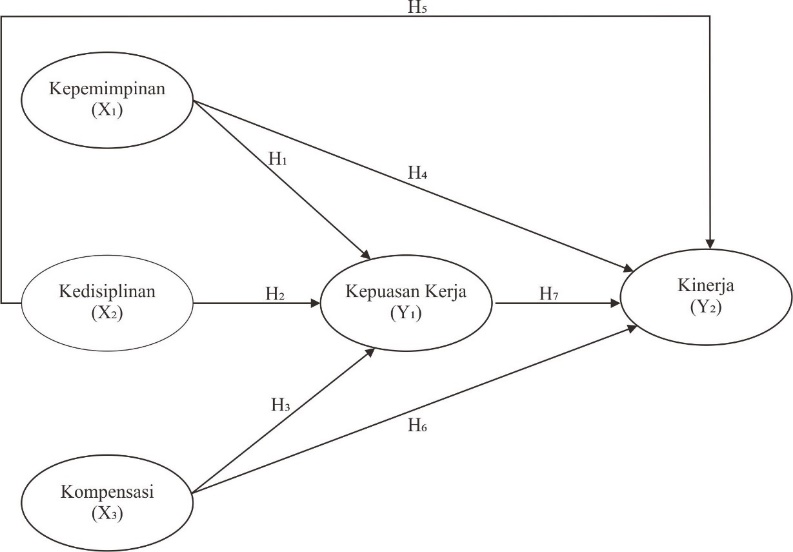 H₅
Kepemimpinan
(X₁)
H₁
H₄
Kedisiplinan
(X₂)
H₂
Kepuasan Kerja
(Y₁)
H₇
Kinerja
(Y₂)
H₃
H₆
Kompensasi
(X₃)